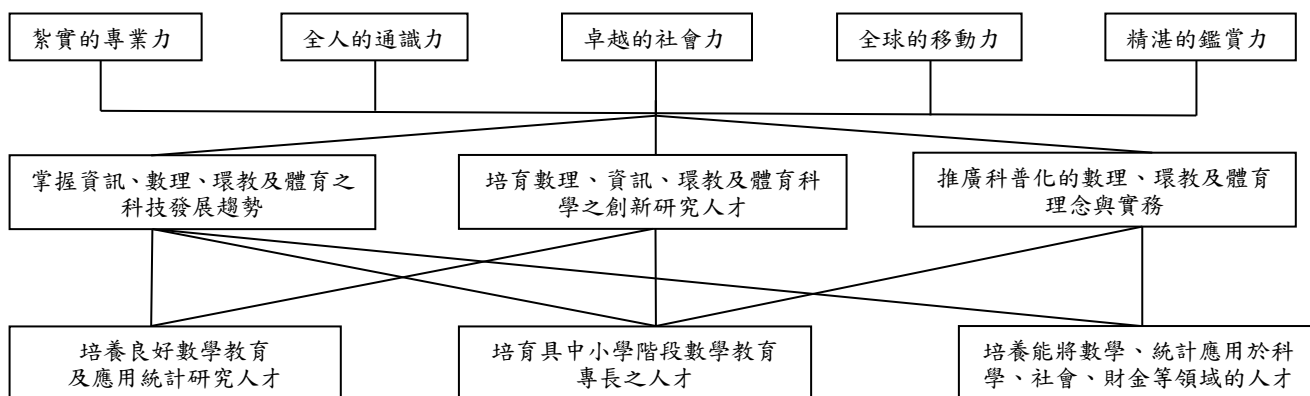 紮實的專業力
全人的通識力
卓越的社會力
全球的移動力
精湛的鑑賞力
掌握資訊、數理、環教及體育之
科技發展趨勢
培育數理、資訊、環教及體育科
學之創新研究人才
推廣科普化的數理、環教及體育
理念與實務
培養良好數學教育
及應用統計研究人才
培育具中小學階段數學教育
專長之人才
培養能將數學、統計應用於科
學、社會、財金等領域的人才